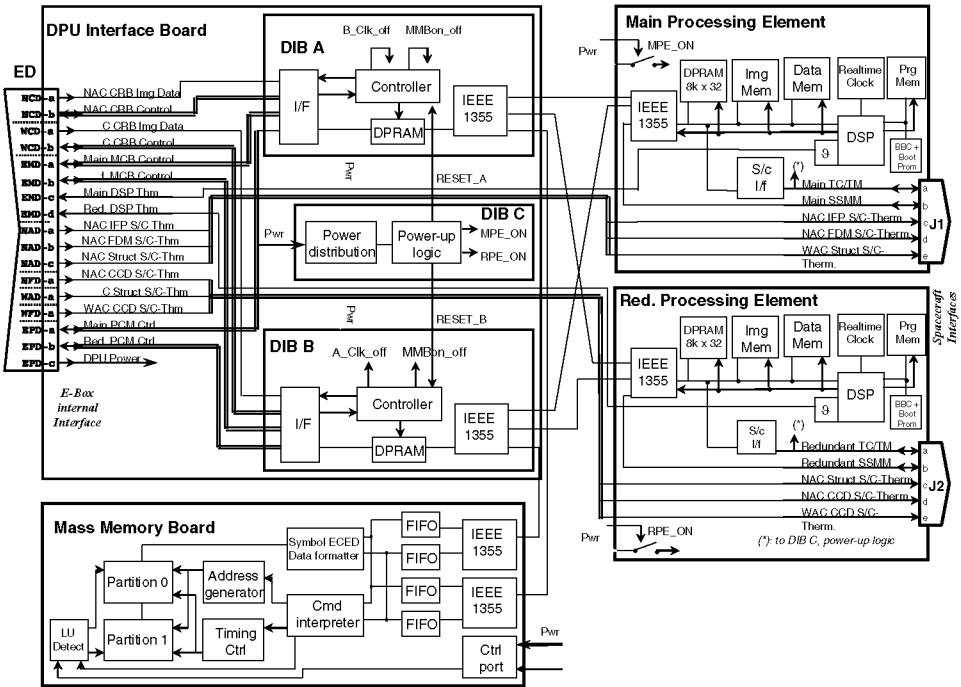 DPU Interface Board
ED
NCD-a NAC CRB Img Data
NCD-b NAC CRB Control
WCD-a C CRB Img Data
WCD-b C CRB Control
EMD-a Main MCB Control
EMD-b MCB Control
EMD-c Main DSP Thm
EMD-d Red. DSP Thm
NAD-a NAC IFP S/C Thm
NAD-b NAC FDM S/C-Thm
NAD-c NAC Struct S/C-Thm
NFD-a NAC CCD S/C-Thm
WAD-a C Struct S/C-Thm
WFD-a WAC CCD S/C-Thm
EPD-a Main PCM Ctrl
EPD-b Red. PCM Ctrl
EPD-c DPU Power
E-Box
internal
Interface
DIB A
B_Clk_off
MMBon_off
Controller
I/F
DPRAM
IEEE
1355
Pwr
RESET_A
DIB C
Pwr
Power
distribution
Power-up
logic
MPE_ON
RPE_ON
Pwr
RESET_B
DIB B
A_Clk_off
MMBon_off
Controller
I/F
DPRAM
IEEE
1355
Main Processing Element
Pwr
MPE_ON
IEEE
1355
DPRAM
8k x 32
Img
Mem
Data
Mem
Realtime
Clock
Prg
Mem
DSP
ϑ
BBC +
Boot
Prom
S/c
I/f
(*)
Main TC/TM
Main SSMM
NAC IFP S/C-Therm
NAC FDM S/C-Therm
WAC Struct S/C-
Therm.
a
b
c
d
e
J1
Red. Processing Element
IEEE
1355
DPRAM
8k x 32
Img
Mem
Data
Mem
Realtime
Clock
Prg
Mem
DSP
ϑ
BBC +
Boot
Prom
S/c
I/f
(*)
Redundant TC/TM
Redundant SSMM
NAC Struct S/C-Therm
NAC CCD S/C-Therm
WAC CCD S/C-
Therm.
a
b
c
d
e
J2
Pwr
RPE_ON
(*): to DIB C, power-up logic
Spacecraft
Interfaces
Mass Memory Board
Symbol ECED
Data formatter
FIFO
FIFO
FIFO
FIFO
IEEE
1355
IEEE
1355
Partition 0
Address
generator
Cmd
interpreter
LU
Detect
Partition 1
Timing
Ctrl
Ctrl
port
Pwr